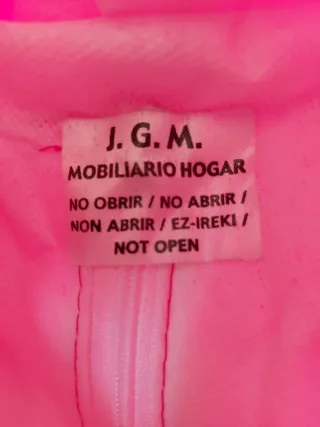 J. G. M.
MOBILIARIO HOGAR
NO OBRIR / NO ABRIR /
NON ABRIR / EZ-IREKI /
NOT OPEN